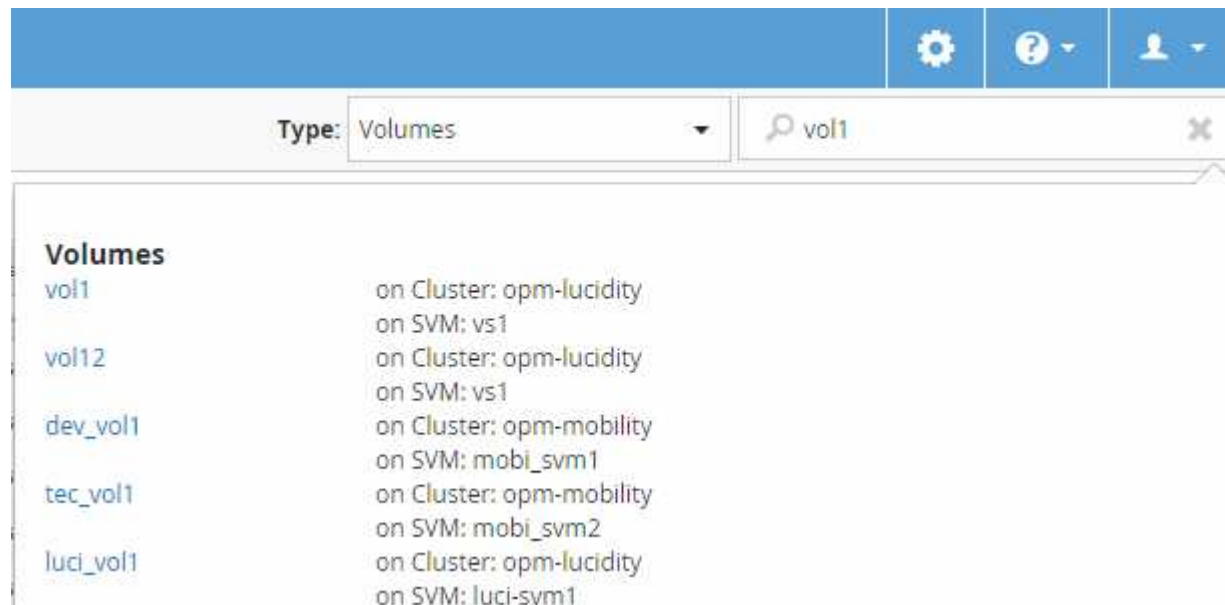 Type: Volumes vol1
Volumes
vol1 on Cluster: opm-lucidity
on SVM: vs1
vol12 on Cluster: opm-lucidity
on SVM: vs1
dev_vol1 on Cluster: opm-mobility
on SVM: mobi_svm1
tec_vol1 on Cluster: opm-mobility
on SVM: mobi_svm2
luci_vol1 on Cluster: opm-lucidity
on SVM: luci-svm1